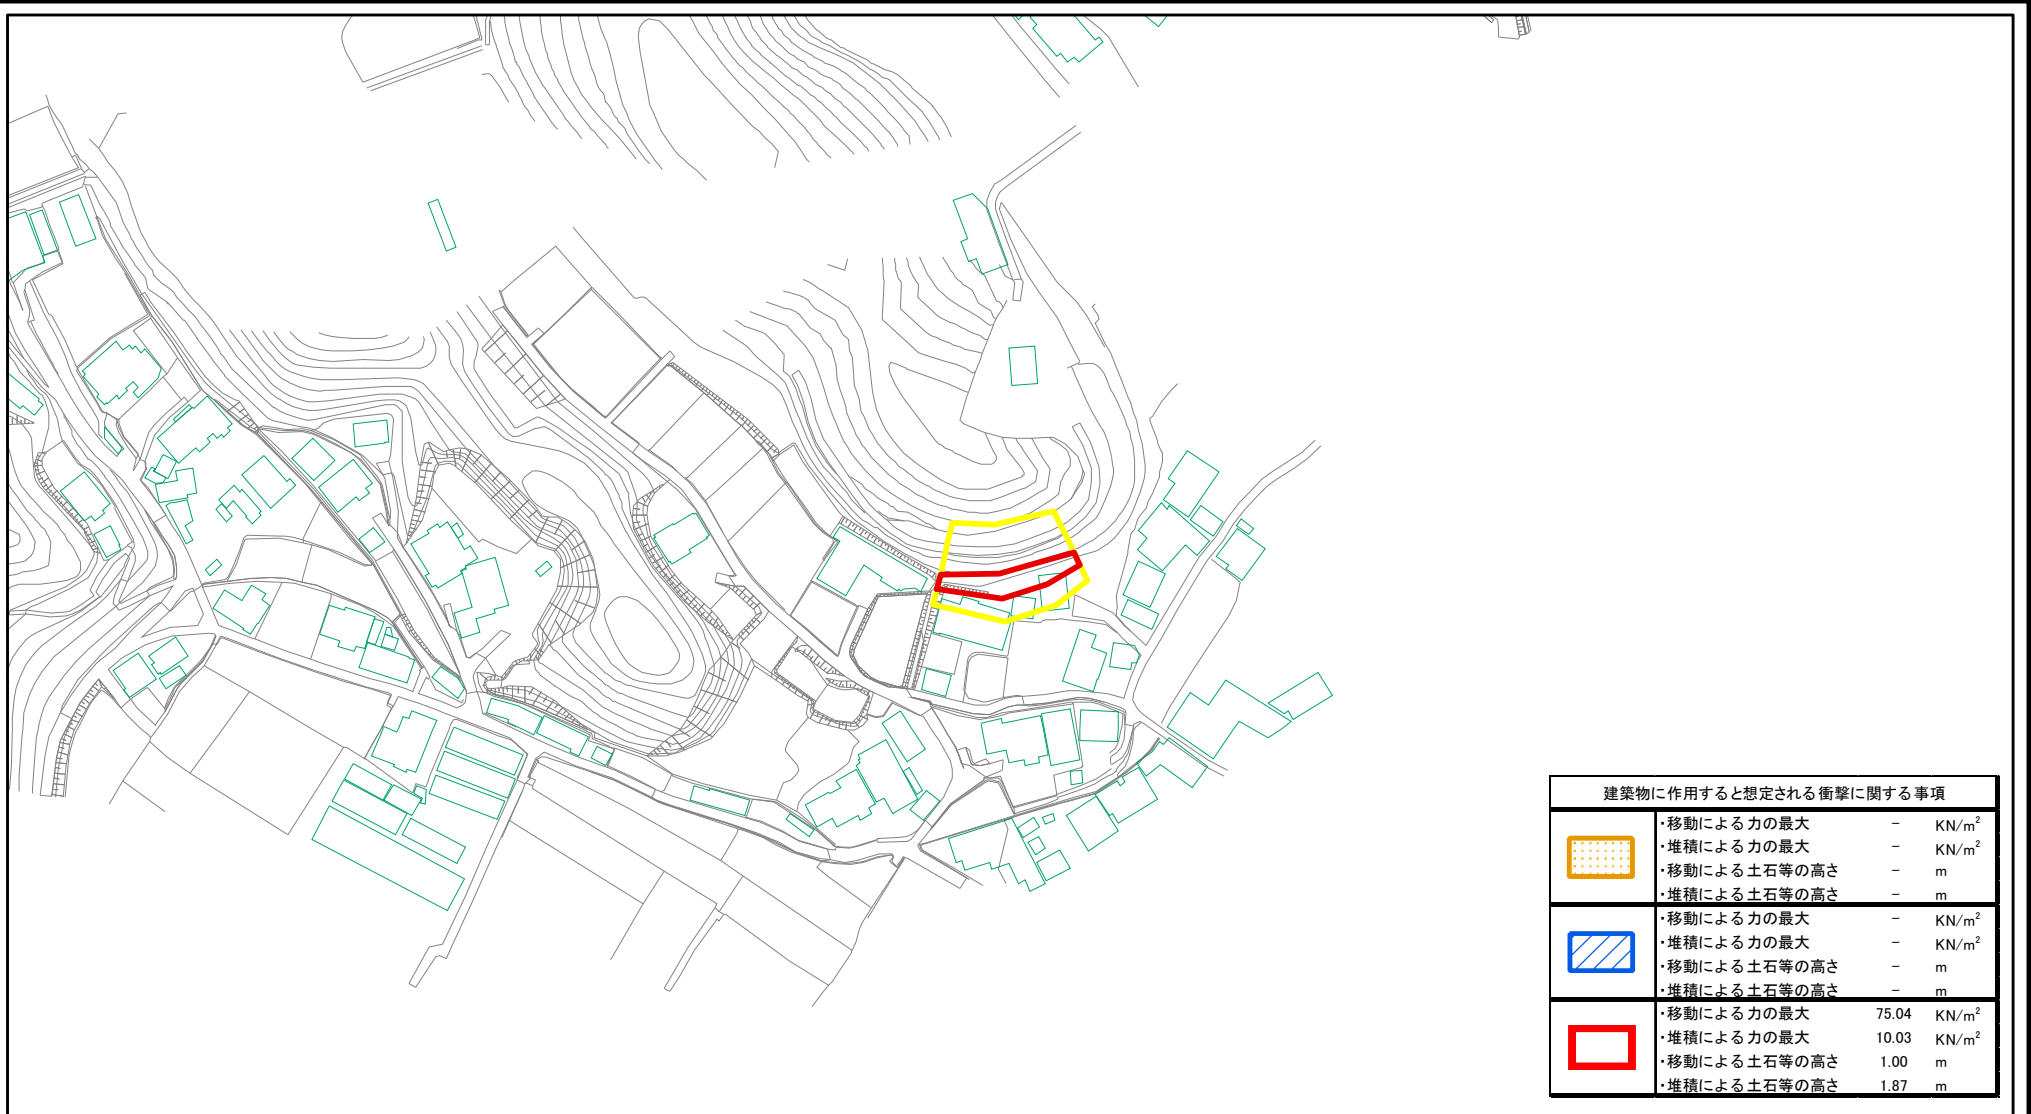 建築物に作用すると想定される衝撃に関する事項
・移動による力の最大 － KN/m²
・堆積による力の最大 － KN/m²
・移動による土石等の高さ － m
・堆積による土石等の高さ － m
・移動による力の最大 － KN/m²
・堆積による力の最大 － KN/m²
・移動による土石等の高さ － m
・堆積による土石等の高さ － m
・移動による力の最大 75.04 KN/m²
・堆積による力の最大 10.03 KN/m²
・移動による土石等の高さ 1.00 m
・堆積による土石等の高さ 1.87 m